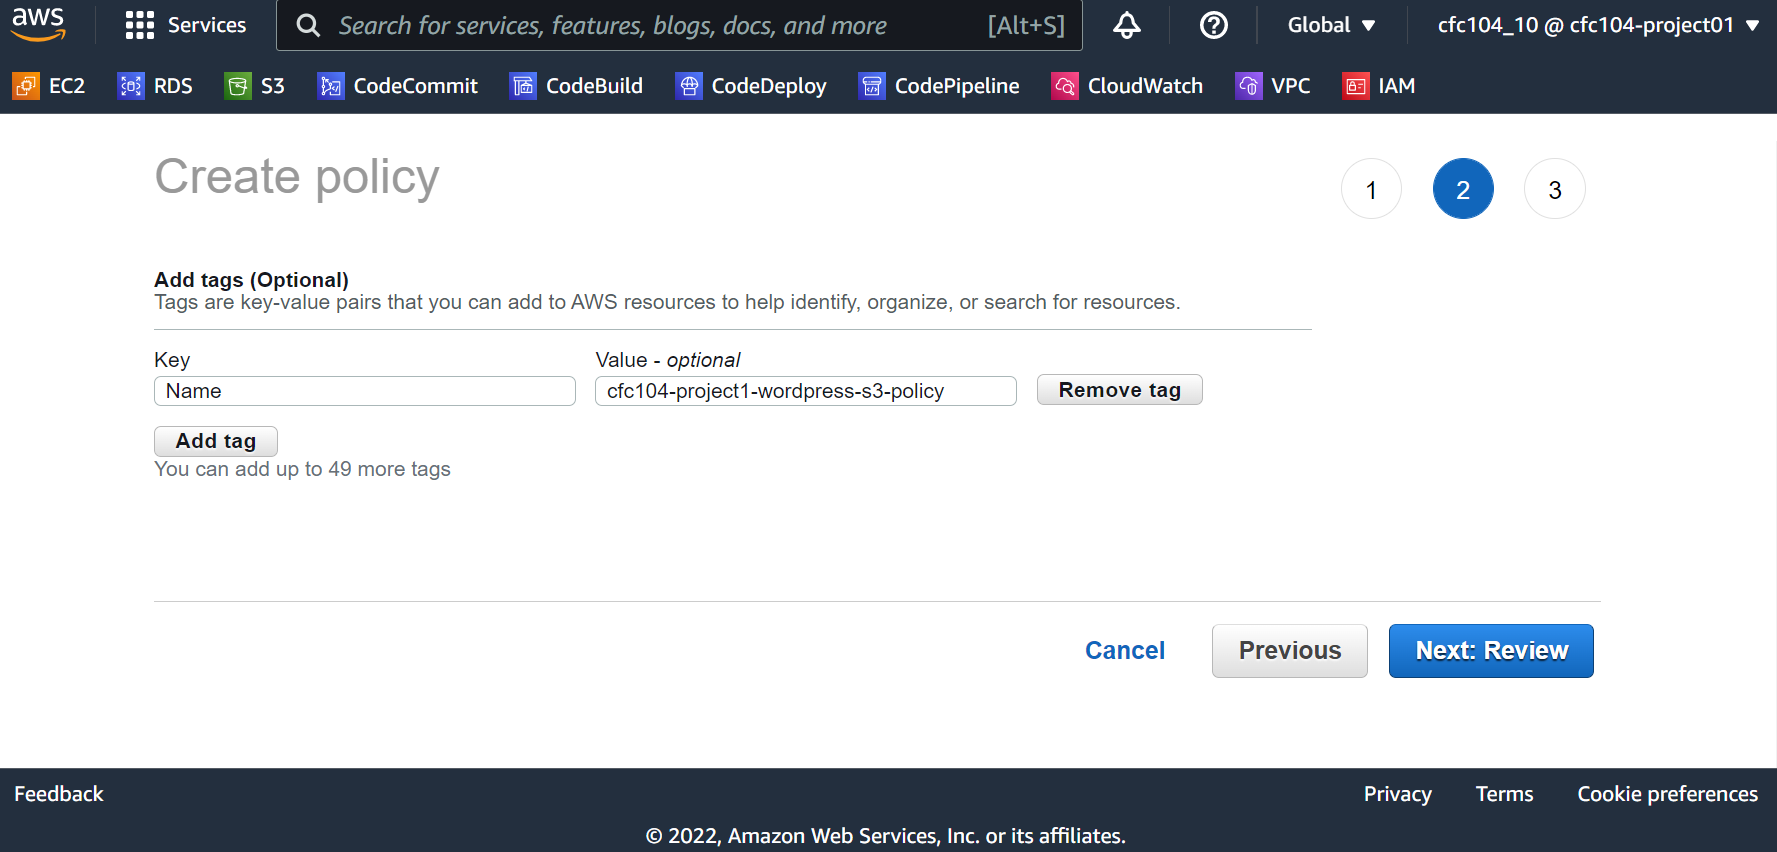 aws
Services
Search for services, features, blogs, docs, and more [Alt+S]
Global ▼
cfc104_10 @ cfc104-project01 ▼
EC2
RDS
S3
CodeCommit
CodeBuild
CodeDeploy
CodePipeline
CloudWatch
VPC
IAM
Create policy
1
2
3
Add tags (Optional)
Tags are key-value pairs that you can add to AWS resources to help identify, organize, or search for resources.
Key
Value - optional
Name
cfc104-project1-wordpress-s3-policy
Remove tag
Add tag
You can add up to 49 more tags
Cancel
Previous
Next: Review
Feedback
Privacy
Terms
Cookie preferences
© 2022, Amazon Web Services, Inc. or its affiliates.